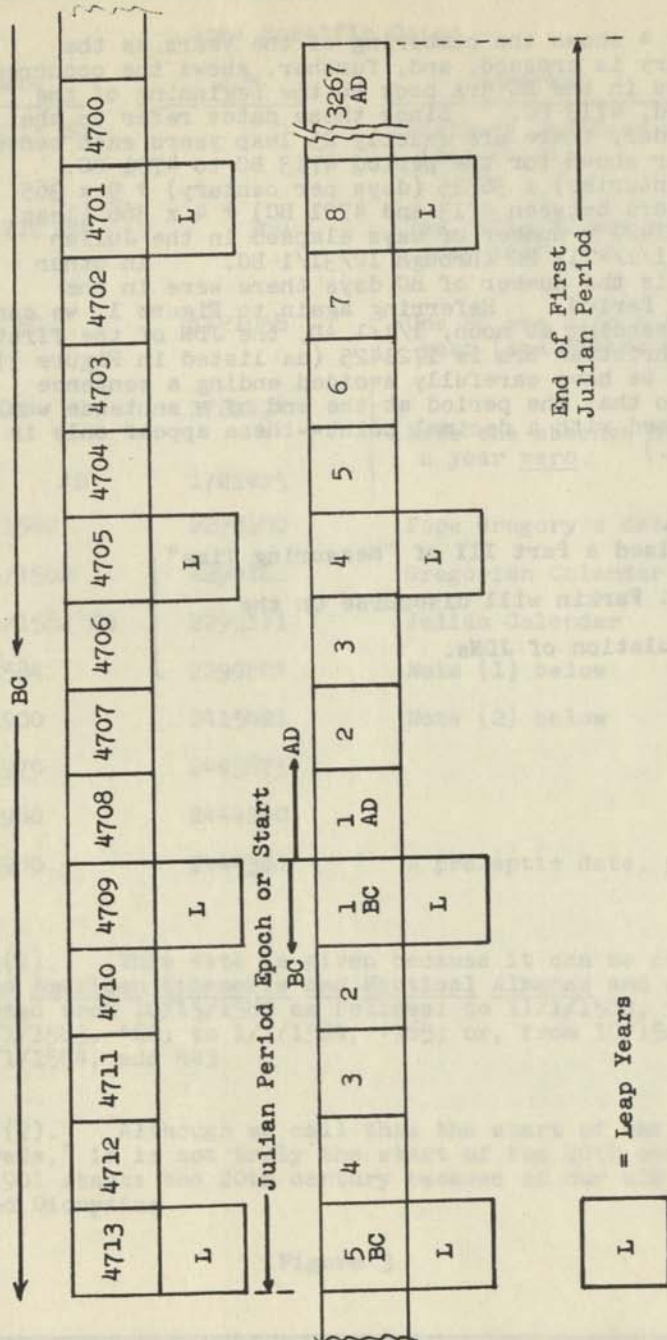 BC
4713 4712 4711 4710 4709 4708 4707 4706 4705 4704 4703 4702 4701 4700
L L L L
Julian Period Epoch or Start
BC AD
5 BC 4 3 2 1 BC 1 AD 2 3 4 5 6 7 8 3267 AD
L L L L
End of First
Julian Period
L = Leap Years